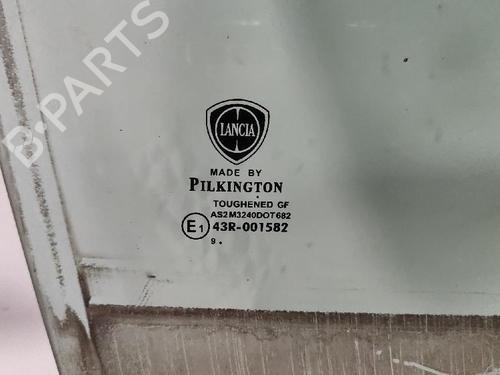 B-PARTS
LANCIA
MADE BY
PILKINGTON
TOUGHENED GF
AS2M3240DOT682
E1 43R-001582
9.